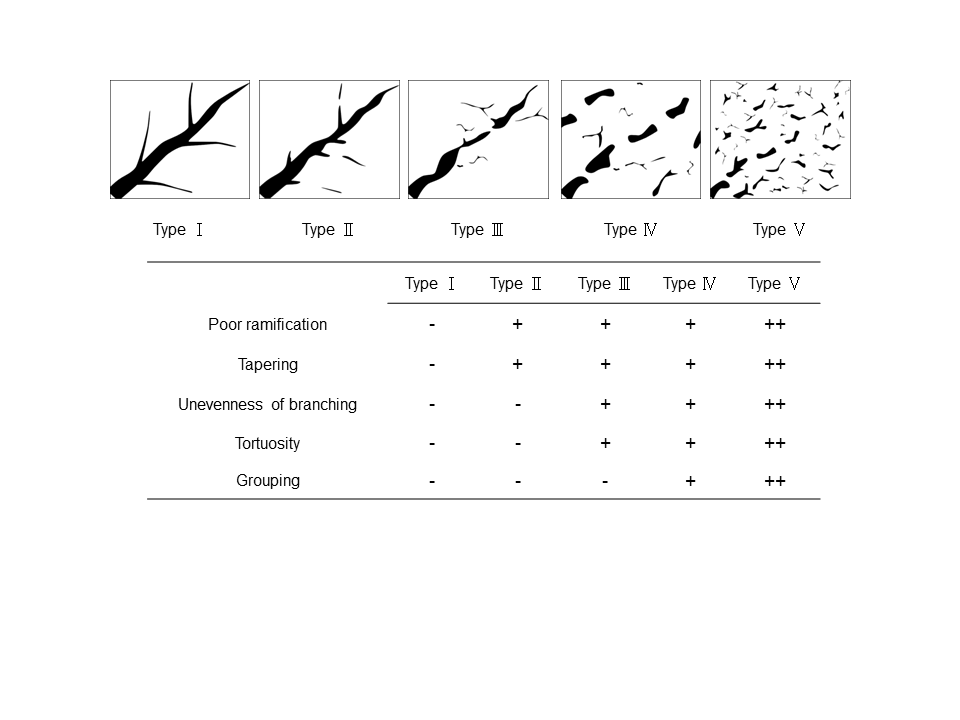 Type Ⅰ Type Ⅱ Type Ⅲ Type Ⅳ Type Ⅴ
Type Ⅰ Type Ⅱ Type Ⅲ Type Ⅳ Type Ⅴ
Poor ramification - + + + ++
Tapering - + + + ++
Unevenness of branching - - + + ++
Tortuosity - - + + ++
Grouping - - - + ++